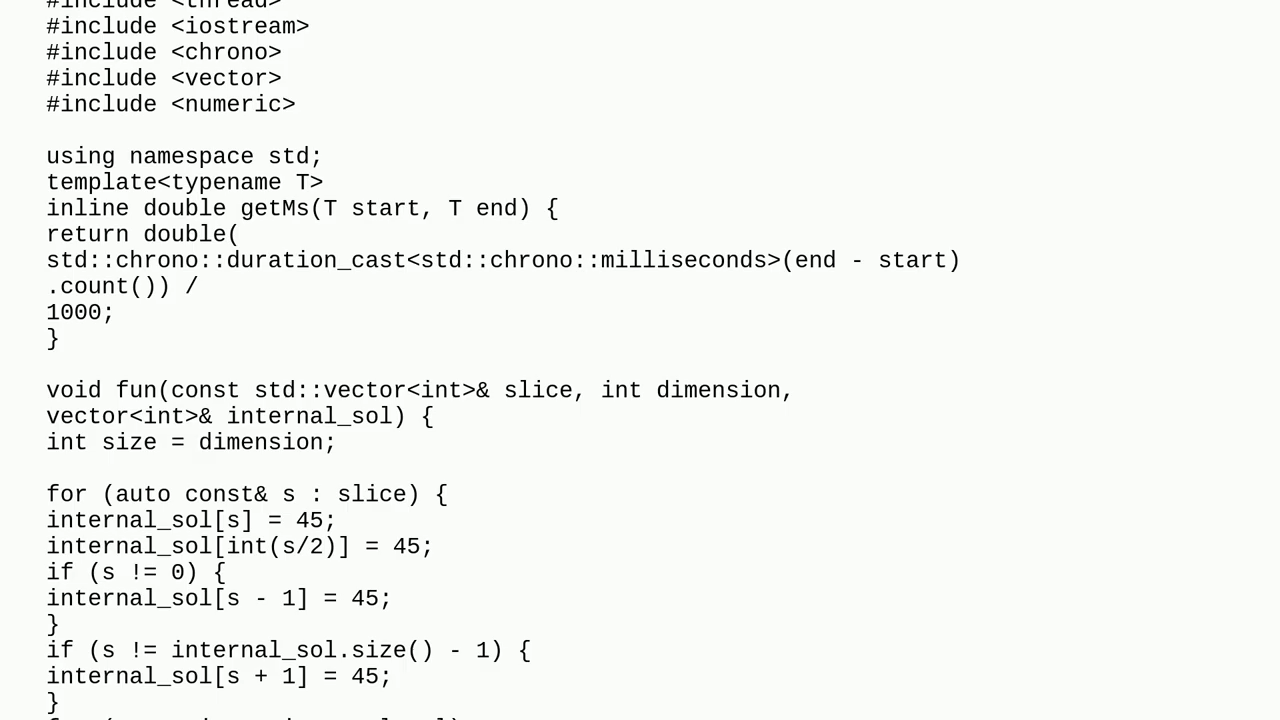 #include <thread>
#include <iostream>
#include <chrono>
#include <vector>
#include <numeric>
using namespace std;
template<typename T>
inline double getMs(T start, T end) {
return double(
std::chrono::duration_cast<std::chrono::milliseconds>(end - start)
.count()) /
1000;
}
void fun(const std::vector<int>& slice, int dimension,
vector<int>& internal_sol) {
int size = dimension;
for (auto const& s : slice) {
internal_sol[s] = 45;
internal_sol[int(s/2)] = 45;
if (s != 0) {
internal_sol[s - 1] = 45;
}
if (s != internal_sol.size() - 1) {
internal_sol[s + 1] = 45;
}